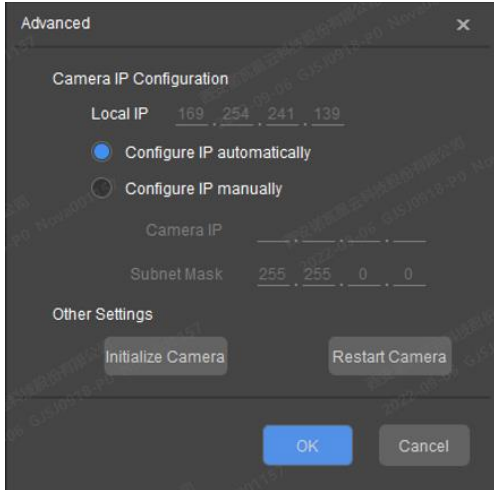 Advanced
Camera IP Configuration
Local IP 169 . 254 . 241 . 139
Configure IP automatically
Configure IP manually
Camera IP . . .
Subnet Mask 255 . 255 . 0 . 0
Other Settings
Initialize Camera Restart Camera
OK Cancel